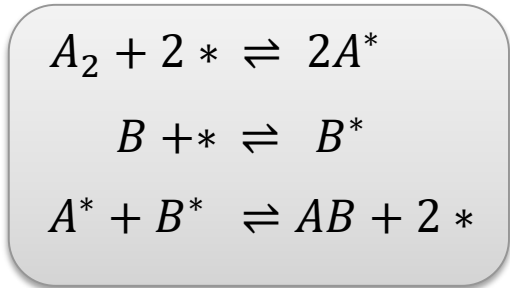 A₂ + 2 * ⇌ 2A*
B +* ⇌ B*
A* + B* ⇌ AB + 2 *